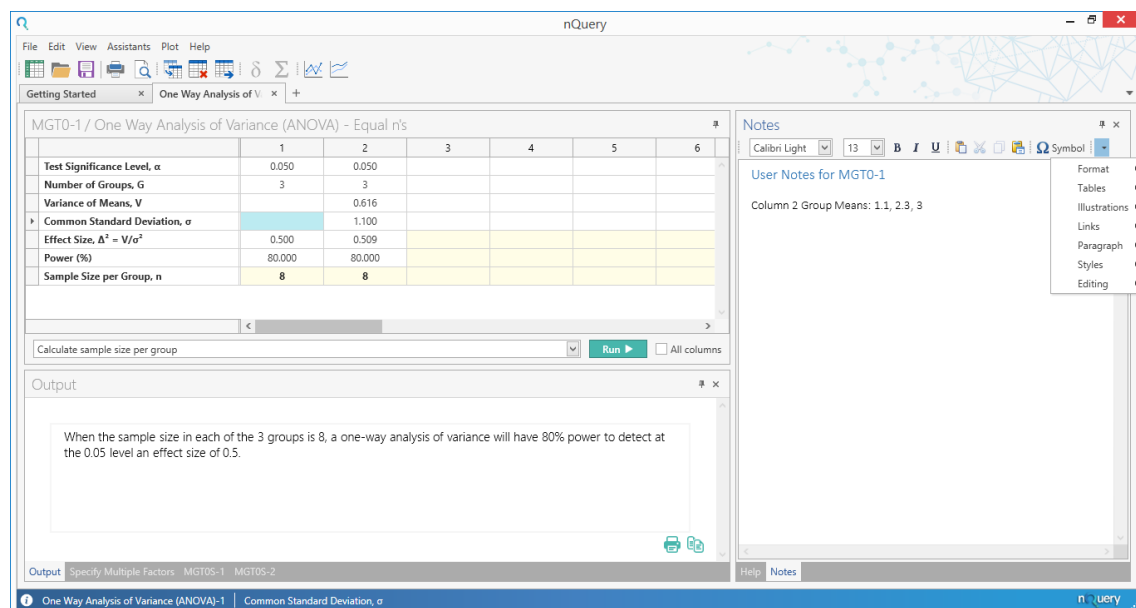 nQuery
File Edit View Assistants Plot Help
δ Σ
Getting Started × One Way Analysis of V × +
MGT0-1 / One Way Analysis of Variance (ANOVA) - Equal n's
1 2 3 4 5 6
Test Significance Level, α 0.050 0.050
Number of Groups, G 3 3
Variance of Means, V 0.616
Common Standard Deviation, σ 1.100
Effect Size, Δ² = V/σ² 0.500 0.509
Power (%) 80.000 80.000
Sample Size per Group, n 8 8
Calculate sample size per group Run All columns
Output
When the sample size in each of the 3 groups is 8, a one-way analysis of variance will have 80% power to detect at
the 0.05 level an effect size of 0.5.
Output Specify Multiple Factors MGT0S-1 MGT0S-2
Notes
Calibri Light 13 B I U Ω Symbol
User Notes for MGT0-1
Column 2 Group Means: 1.1, 2.3, 3
Format
Tables
Illustrations
Links
Paragraph
Styles
Editing
Help Notes
One Way Analysis of Variance (ANOVA)-1 Common Standard Deviation, σ
nQuery